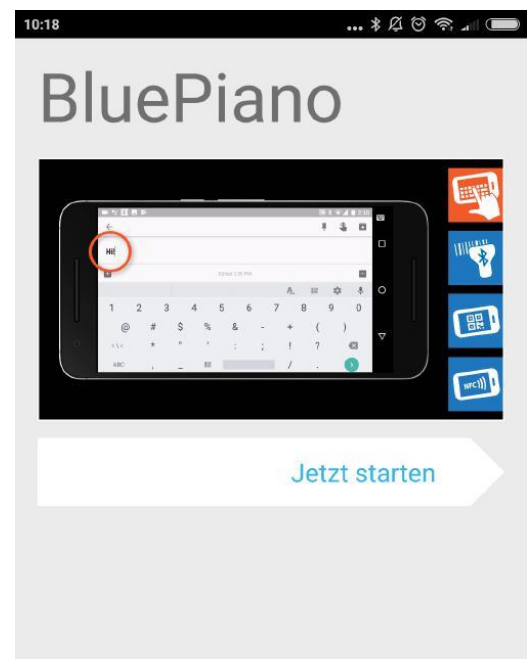 10:18
BluePiano
Hi!
1 2 3 4 5 6 7 8 9 0
@ # $ % & - + ( )
* " ' : ; ! ?
ABC , _ / .
NFC
Jetzt starten